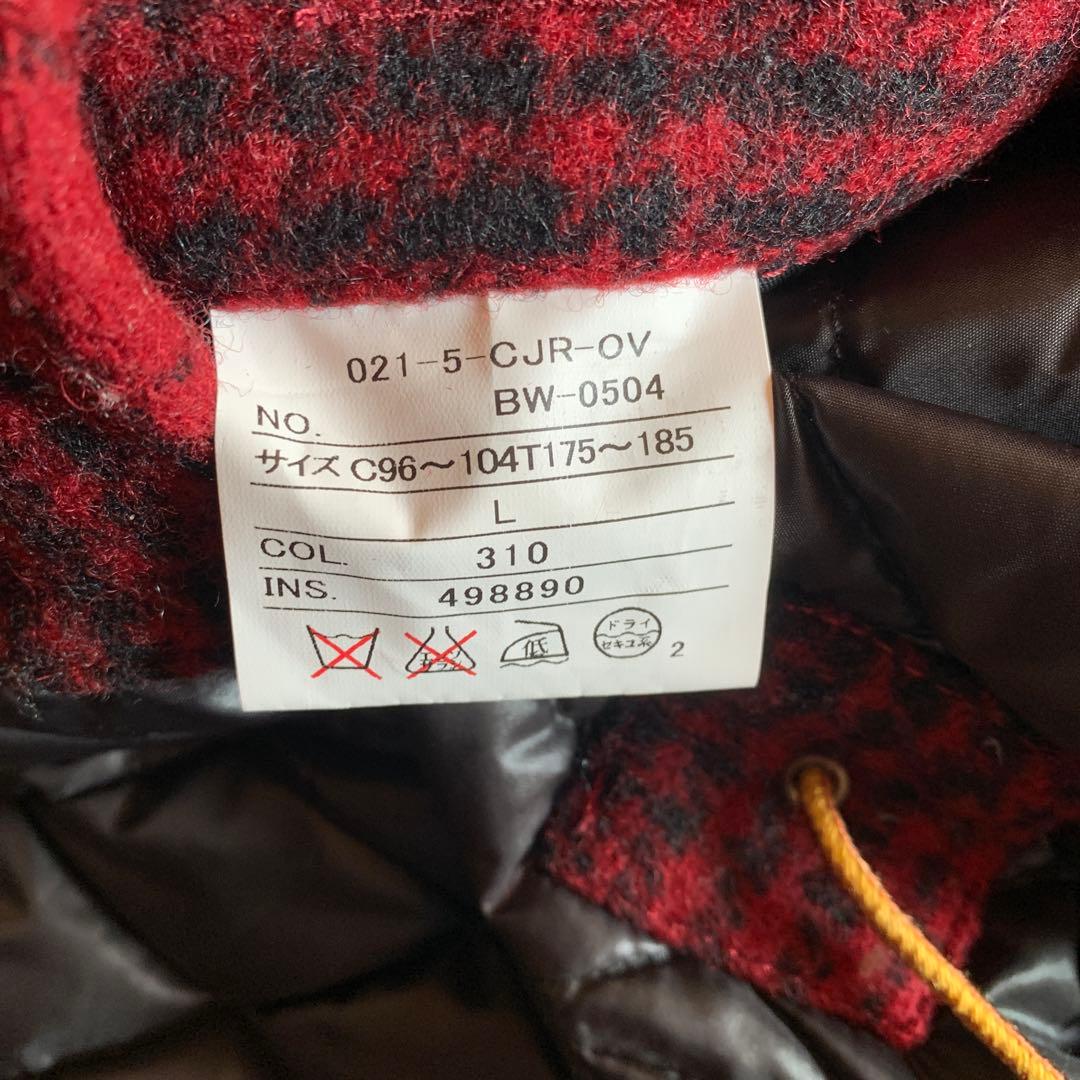 021-5-CJR-OV
NO. BW-0504
サイズ C96～104T175～185
L
COL. 310
INS. 498890
低
ドライ
セキユ系
2